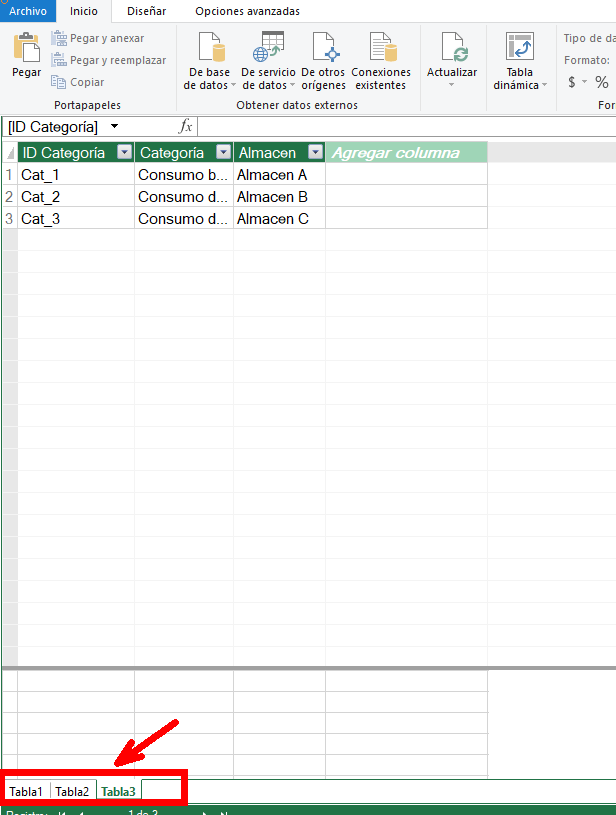 Archivo Inicio Diseñar Opciones avanzadas
Pegar y anexar
Pegar y reemplazar
Copiar
Pegar
Portapapeles
De base de datos
De servicio de datos
De otros orígenes
Conexiones existentes
Obtener datos externos
Actualizar
Tabla dinámica
Tipo de da
Formato:
$ %
For
[ID Categoría] fx
ID Categoría Categoría Almacen Agregar columna
1 Cat_1 Consumo b... Almacen A
2 Cat_2 Consumo d... Almacen B
3 Cat_3 Consumo d... Almacen C
Tabla1 Tabla2 Tabla3
Registro: 1 de 3